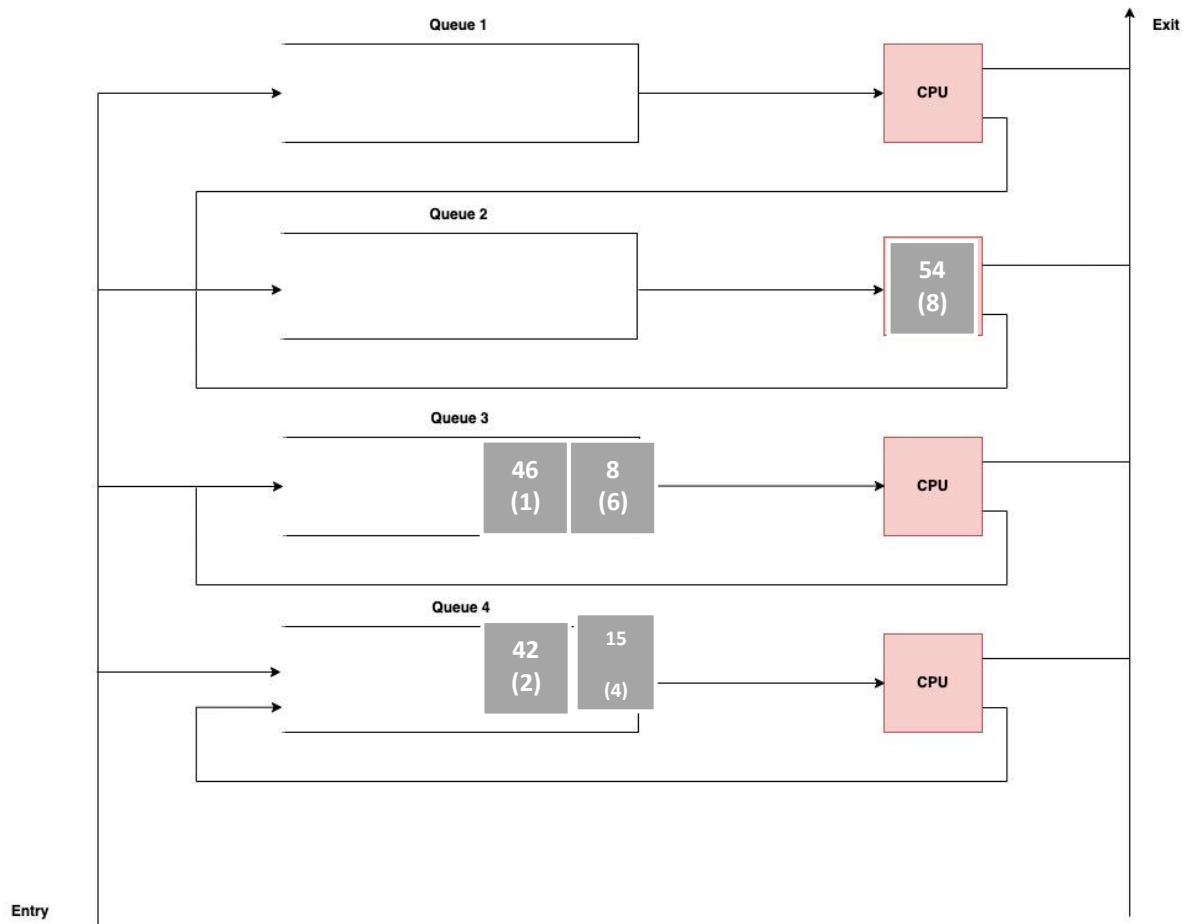 Queue 1
Exit
CPU
Queue 2
54
(8)
Queue 3
46
(1)
8
(6)
CPU
Queue 4
42
(2)
15
(4)
CPU
Entry